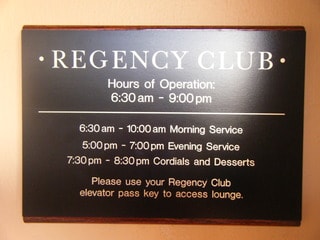 · REGENCY CLUB ·
Hours of Operation:
6:30 am - 9:00 pm
6:30 am - 10:00 am Morning Service
5:00 pm - 7:00 pm Evening Service
7:30 pm - 8:30 pm Cordials and Desserts
Please use your Regency Club
elevator pass key to access lounge.